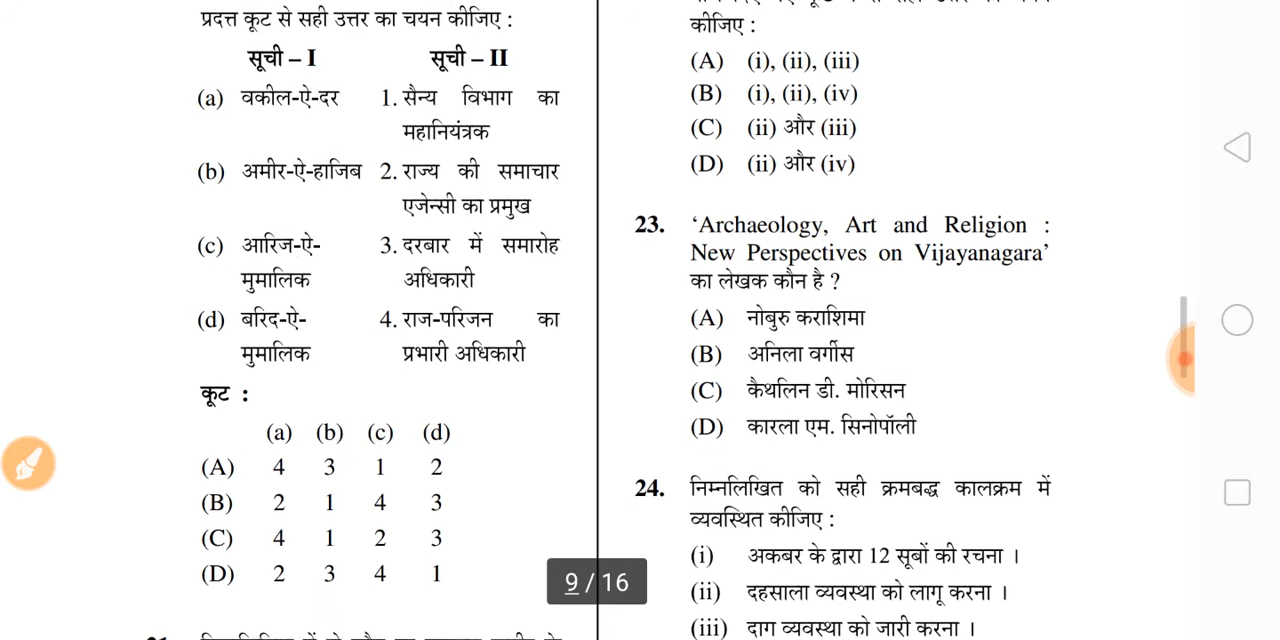 प्रदत्त कूट से सही उत्तर का चयन कीजिए :
सूची – I सूची – II
(a) वकील-ऐ-दर 1. सैन्य विभाग का
महानियंत्रक
(b) अमीर-ऐ-हाजिब 2. राज्य की समाचार
एजेन्सी का प्रमुख
(c) आरिज-ऐ- 3. दरबार में समारोह
मुमालिक अधिकारी
(d) बरिद-ऐ- 4. राज-परिजन का
मुमालिक प्रभारी अधिकारी
कूट :
(a) (b) (c) (d)
(A) 4 3 1 2
(B) 2 1 4 3
(C) 4 1 2 3
(D) 2 3 4 1
कीजिए :
(A) (i), (ii), (iii)
(B) (i), (ii), (iv)
(C) (ii) और (iii)
(D) (ii) और (iv)
23. ‘Archaeology, Art and Religion :
New Perspectives on Vijayanagara’
का लेखक कौन है ?
(A) नोबुरु कराशिमा
(B) अनिला वर्गीस
(C) कैथलिन डी. मोरिसन
(D) कारला एम. सिनोपॉली
24. निम्नलिखित को सही क्रमबद्ध कालक्रम में
व्यवस्थित कीजिए :
(i) अकबर के द्वारा 12 सूबों की रचना ।
(ii) दहसाला व्यवस्था को लागू करना ।
(iii) दाग व्यवस्था को जारी करना ।
9 / 16